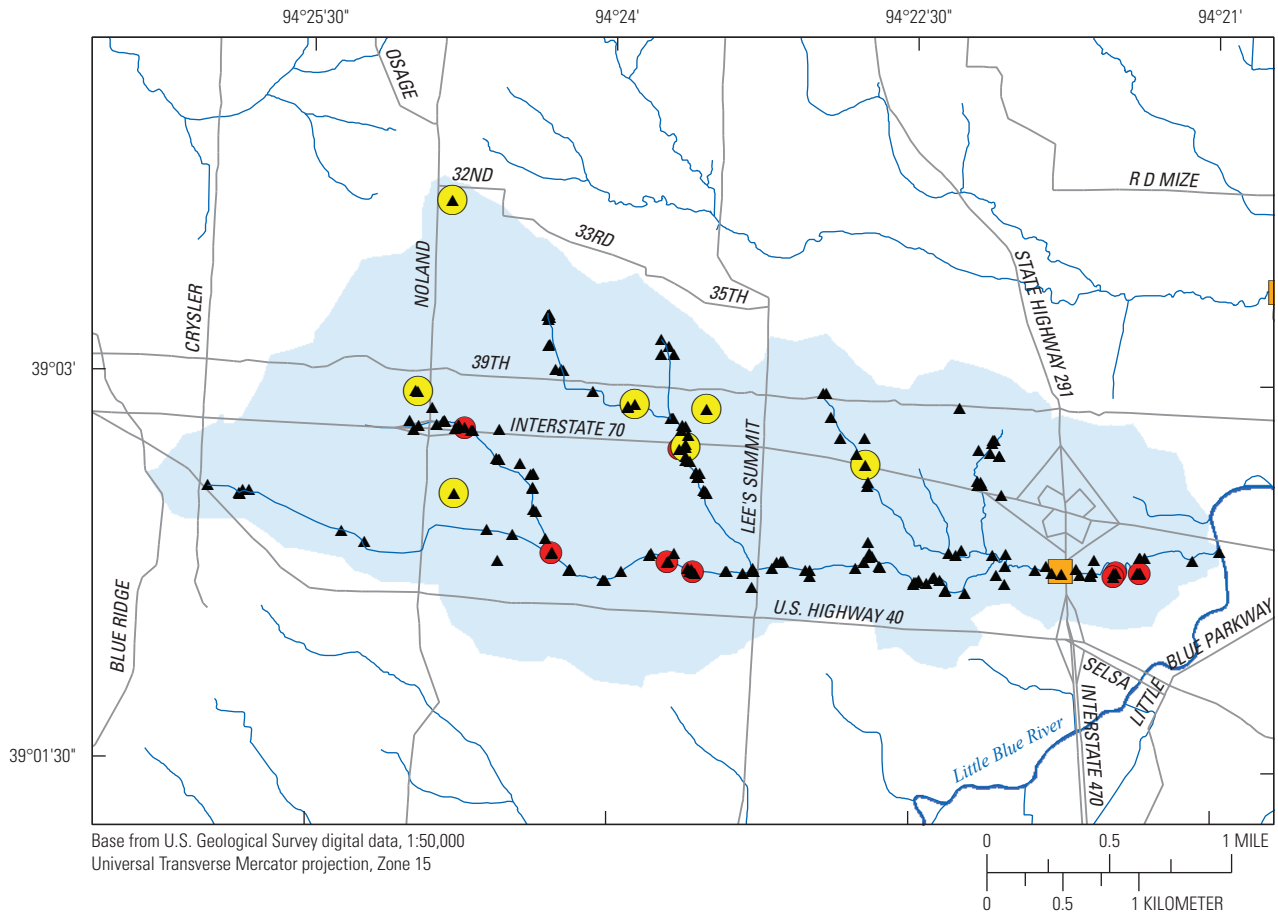 94°25'30" 94°24' 94°22'30" 94°21'
OSAGE
32ND
R D MIZE
33RD
NOLAND
STATE HIGHWAY 291
35TH
CRYSLER
39°03'
39TH
INTERSTATE 70
LEE'S SUMMIT
BLUE RIDGE
U.S. HIGHWAY 40
LITTLE BLUE PARKWAY
SELSA
INTERSTATE 470
Little Blue River
39°01'30"
Base from U.S. Geological Survey digital data, 1:50,000
Universal Transverse Mercator projection, Zone 15
0 0.5 1 MILE
0 0.5 1 KILOMETER